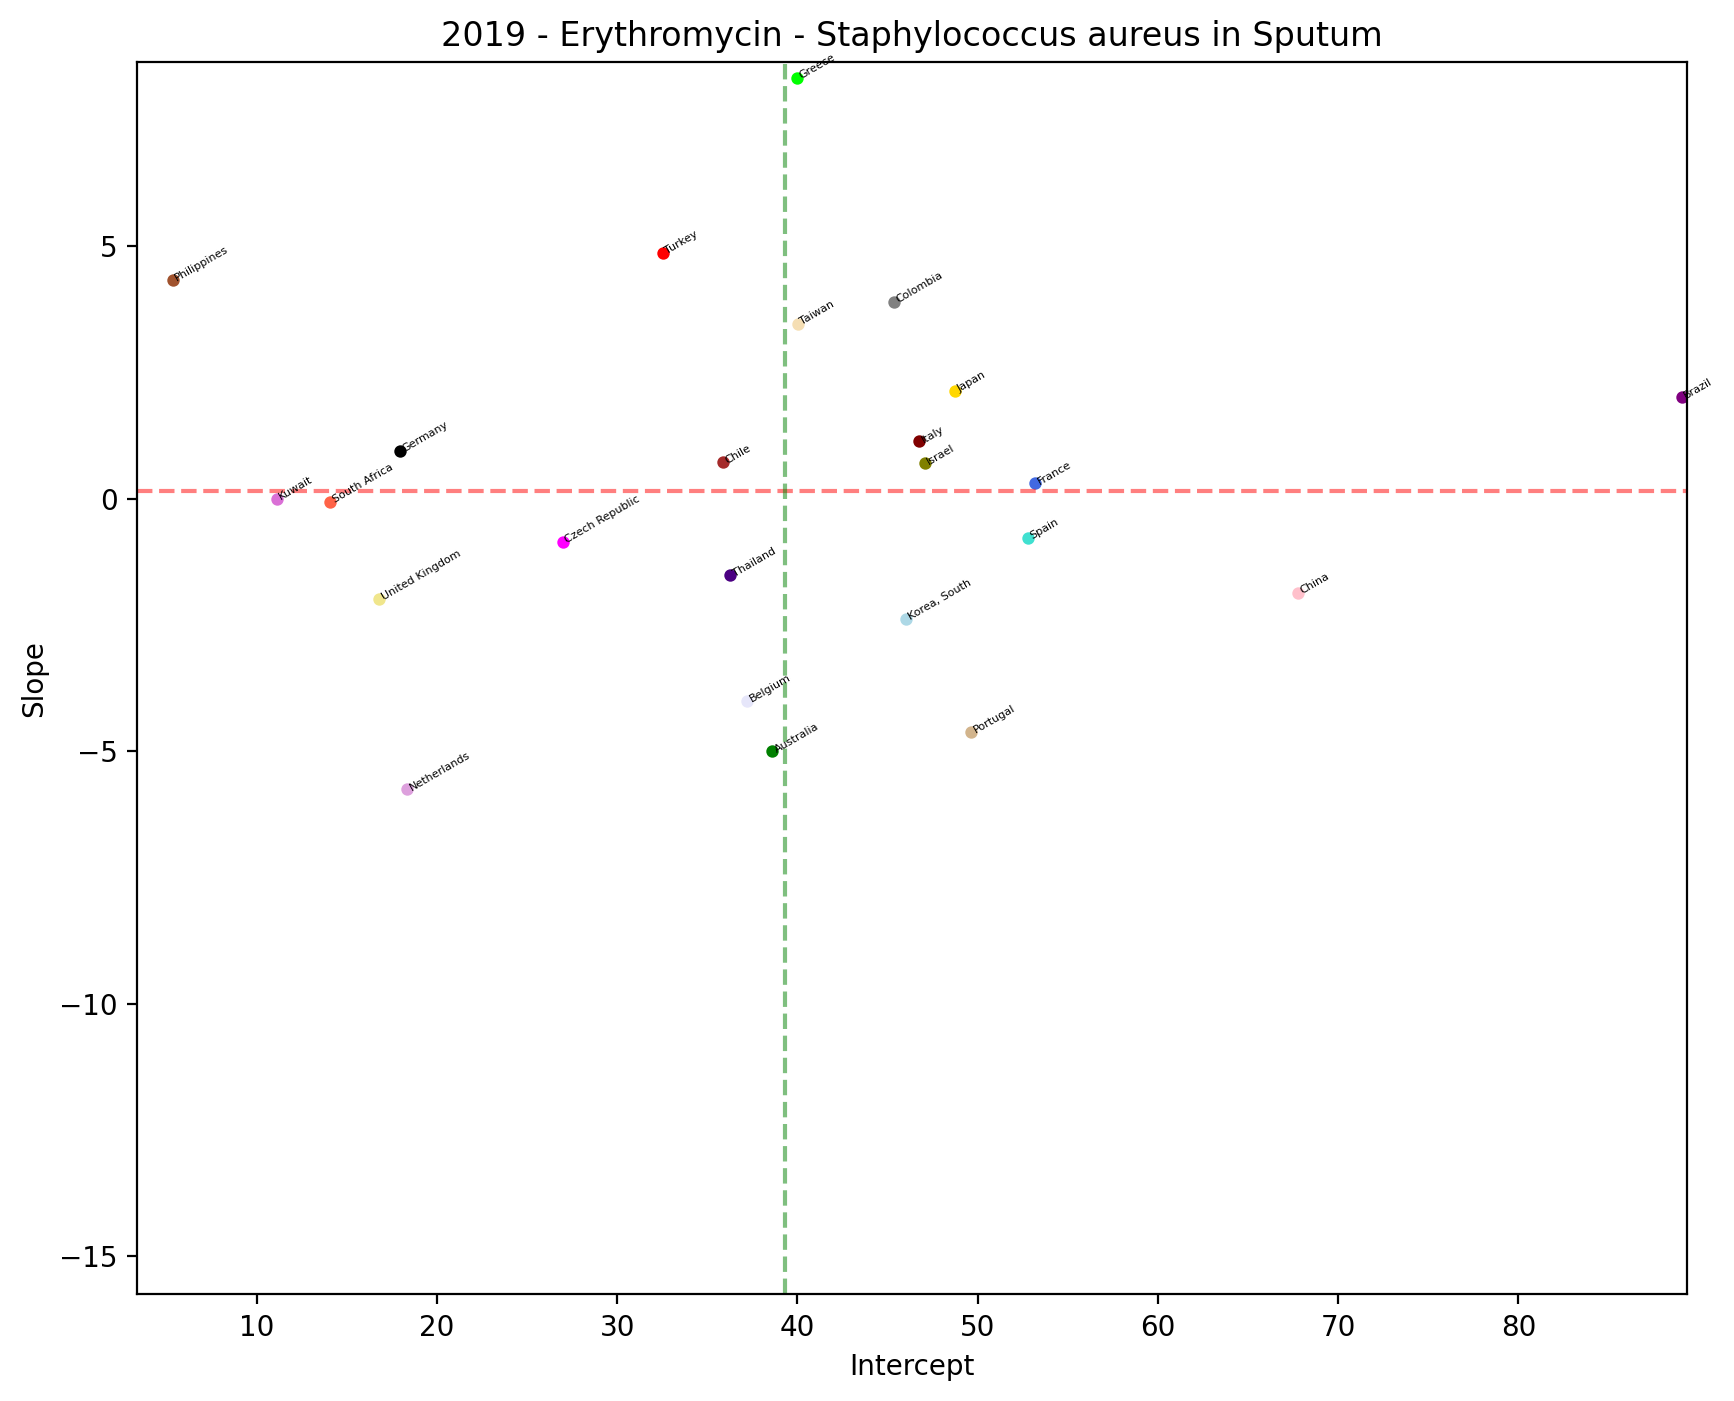 2019 - Erythromycin - Staphylococcus aureus in Sputum
Greece
5
Turkey
Philippines
Colombia
Taiwan
Japan
Brazil
Germany
Italy
Chile
Israel
France
0
Kuwait
South Africa
Czech Republic
Spain
Thailand
United Kingdom
China
Korea, South
Slope
Belgium
Portugal
−5
Australia
Netherlands
−10
−15
10 20 30 40 50 60 70 80
Intercept